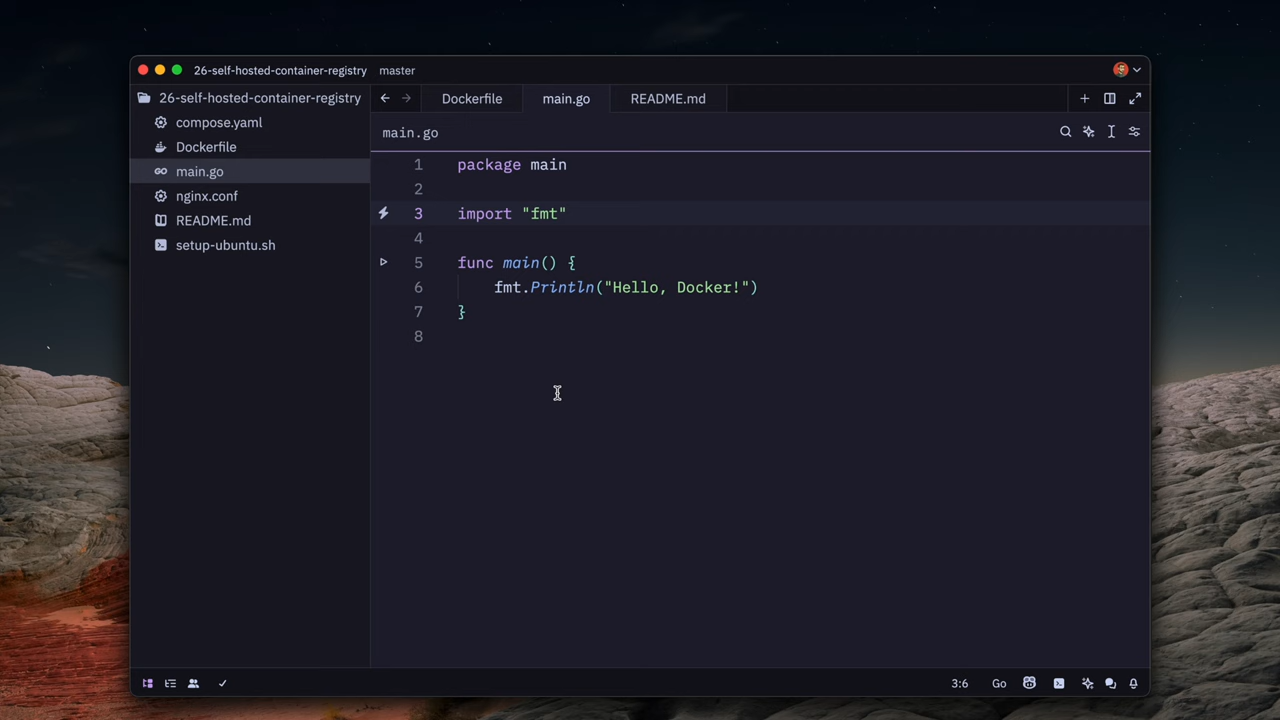 26-self-hosted-container-registry master
26-self-hosted-container-registry
compose.yaml
Dockerfile
main.go
nginx.conf
README.md
setup-ubuntu.sh
Dockerfile main.go README.md
main.go
1 package main
2
3 import "fmt"
4
5 func main() {
6 fmt.Println("Hello, Docker!")
7 }
8
3:6 Go